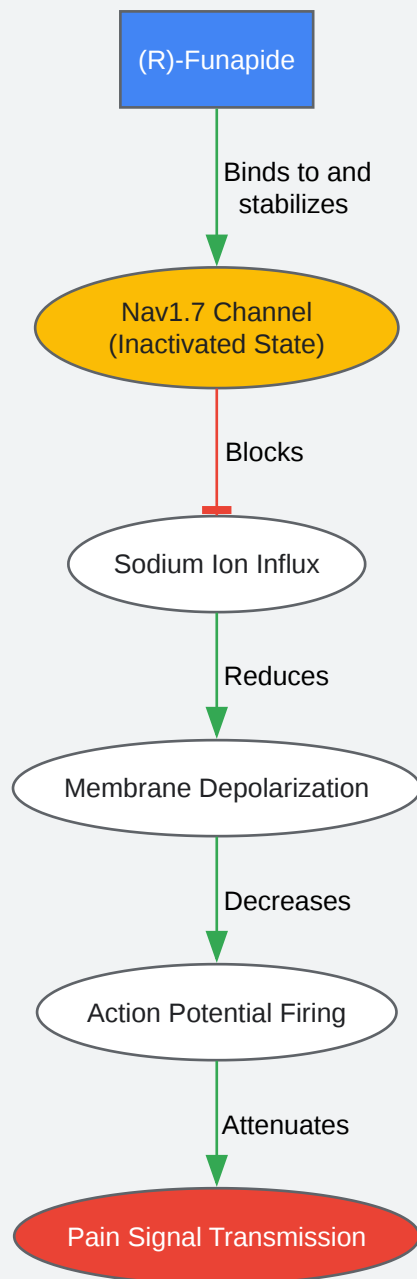 (R)-Funapide
Binds to and
stabilizes
Nav1.7 Channel
(Inactivated State)
Blocks
Sodium Ion Influx
Reduces
Membrane Depolarization
Decreases
Action Potential Firing
Attenuates
Pain Signal Transmission